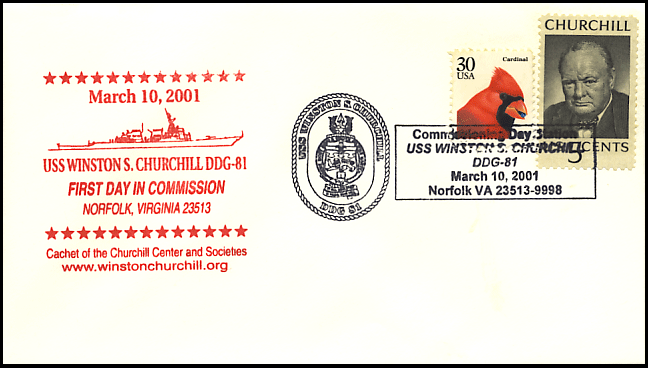 March 10, 2001
USS WINSTON S. CHURCHILL DDG-81
FIRST DAY IN COMMISSION
NORFOLK, VIRGINIA 23513
Cachet of the Churchill Center and Societies
www.winstonchurchill.org
USS WINSTON S. CHURCHILL
DDG 81
30
USA
Cardinal
CHURCHILL
5 CENTS
Commissioning Day Station
USS WINSTON S. CHURCHILL
DDG-81
March 10, 2001
Norfolk VA 23513-9998